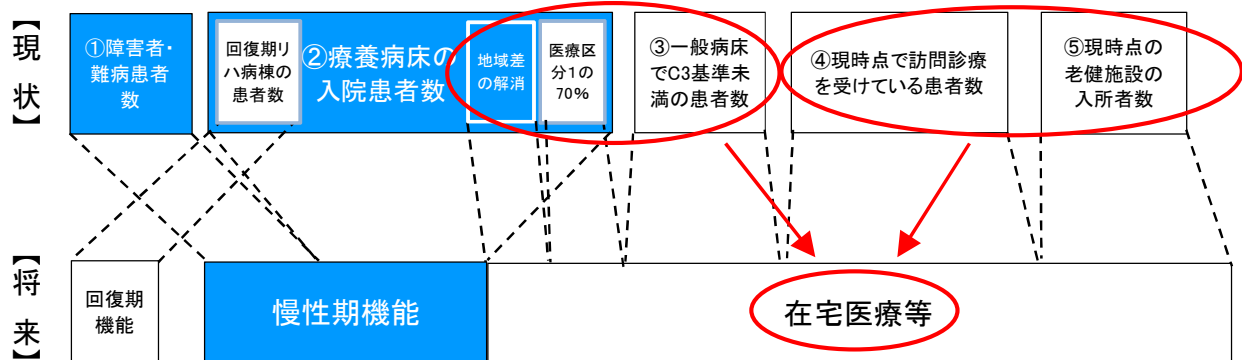 【現状】
①障害者・
難病患者
数
回復期リ
ハ病棟の
患者数
②療養病床の
入院患者数
地域差
の解消
医療区
分1の
70%
③一般病床
でC3基準未
満の患者数
④現時点で訪問診療
を受けている患者数
⑤現時点の
老健施設の
入所者数
【将来】
回復期
機能
慢性期機能
在宅医療等